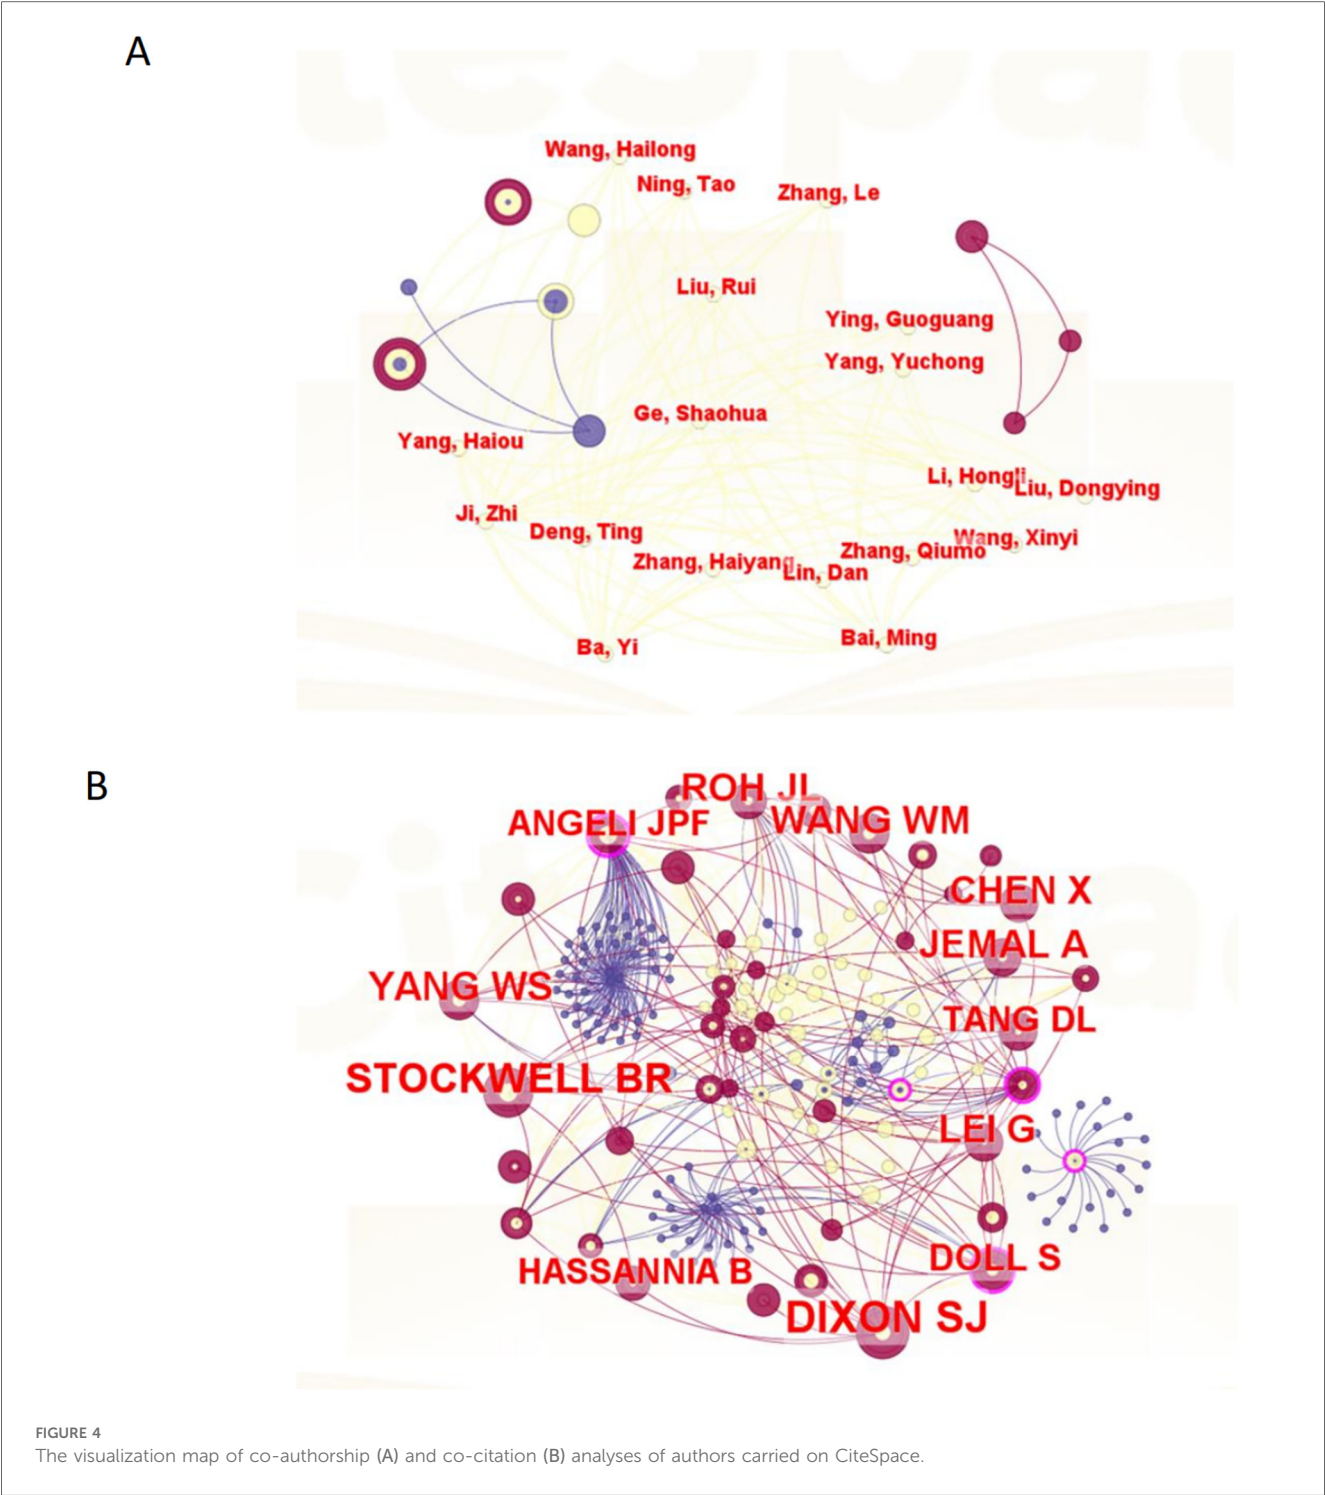 A
Wang, Hailong
Ning, Tao
Zhang, Le
Liu, Rui
Ying, Guoguang
Yang, Yuchong
Ge, Shaohua
Yang, Haiou
Li, Hongli
Liu, Dongying
Ji, Zhi
Deng, Ting
Wang, Xinyi
Zhang, Qiumo
Zhang, Haiyang
Lin, Dan
Ba, Yi
Bai, Ming
B
ROH JL
ANGELI JPF
WANG WM
CHEN X
JEMAL A
YANG WS
TANG DL
STOCKWELL BR
LEI G
DOLL S
HASSANNIA B
DIXON SJ
FIGURE 4
The visualization map of co-authorship (A) and co-citation (B) analyses of authors carried on CiteSpace.